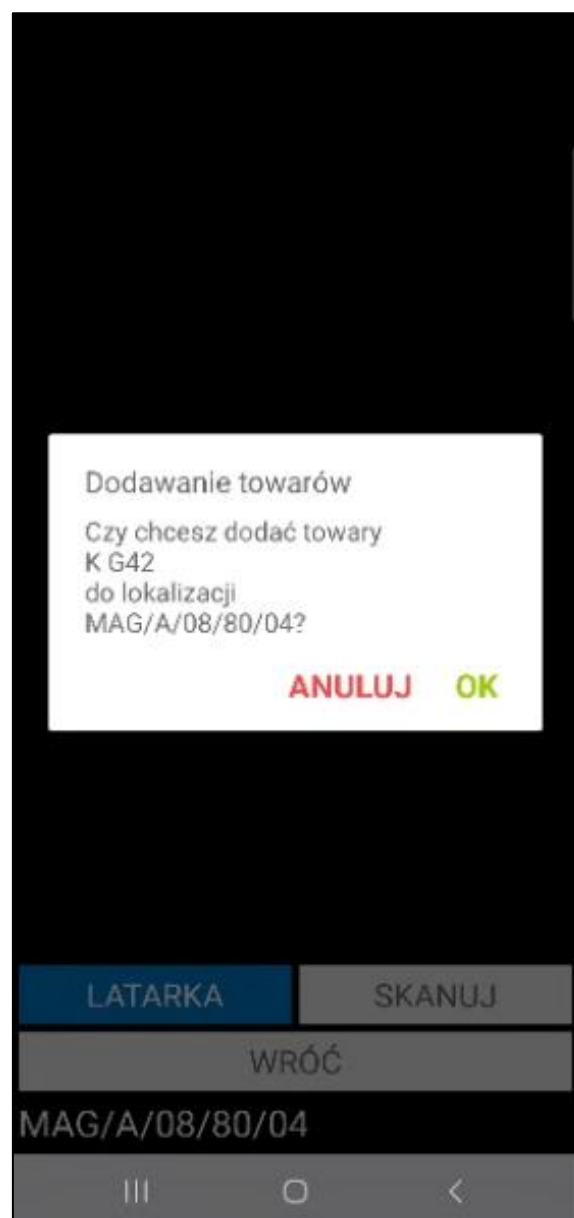 Dodawanie towarów
Czy chcesz dodać towary
K G42
do lokalizacji
MAG/A/08/80/04?
ANULUJ OK
LATARKA SKANUJ
WRÓĆ
MAG/A/08/80/04